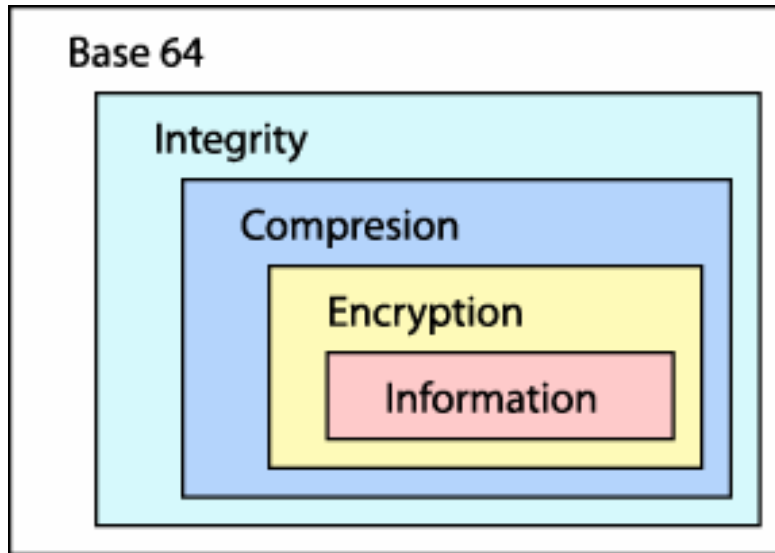 Base 64
Integrity
Compresion
Encryption
Information